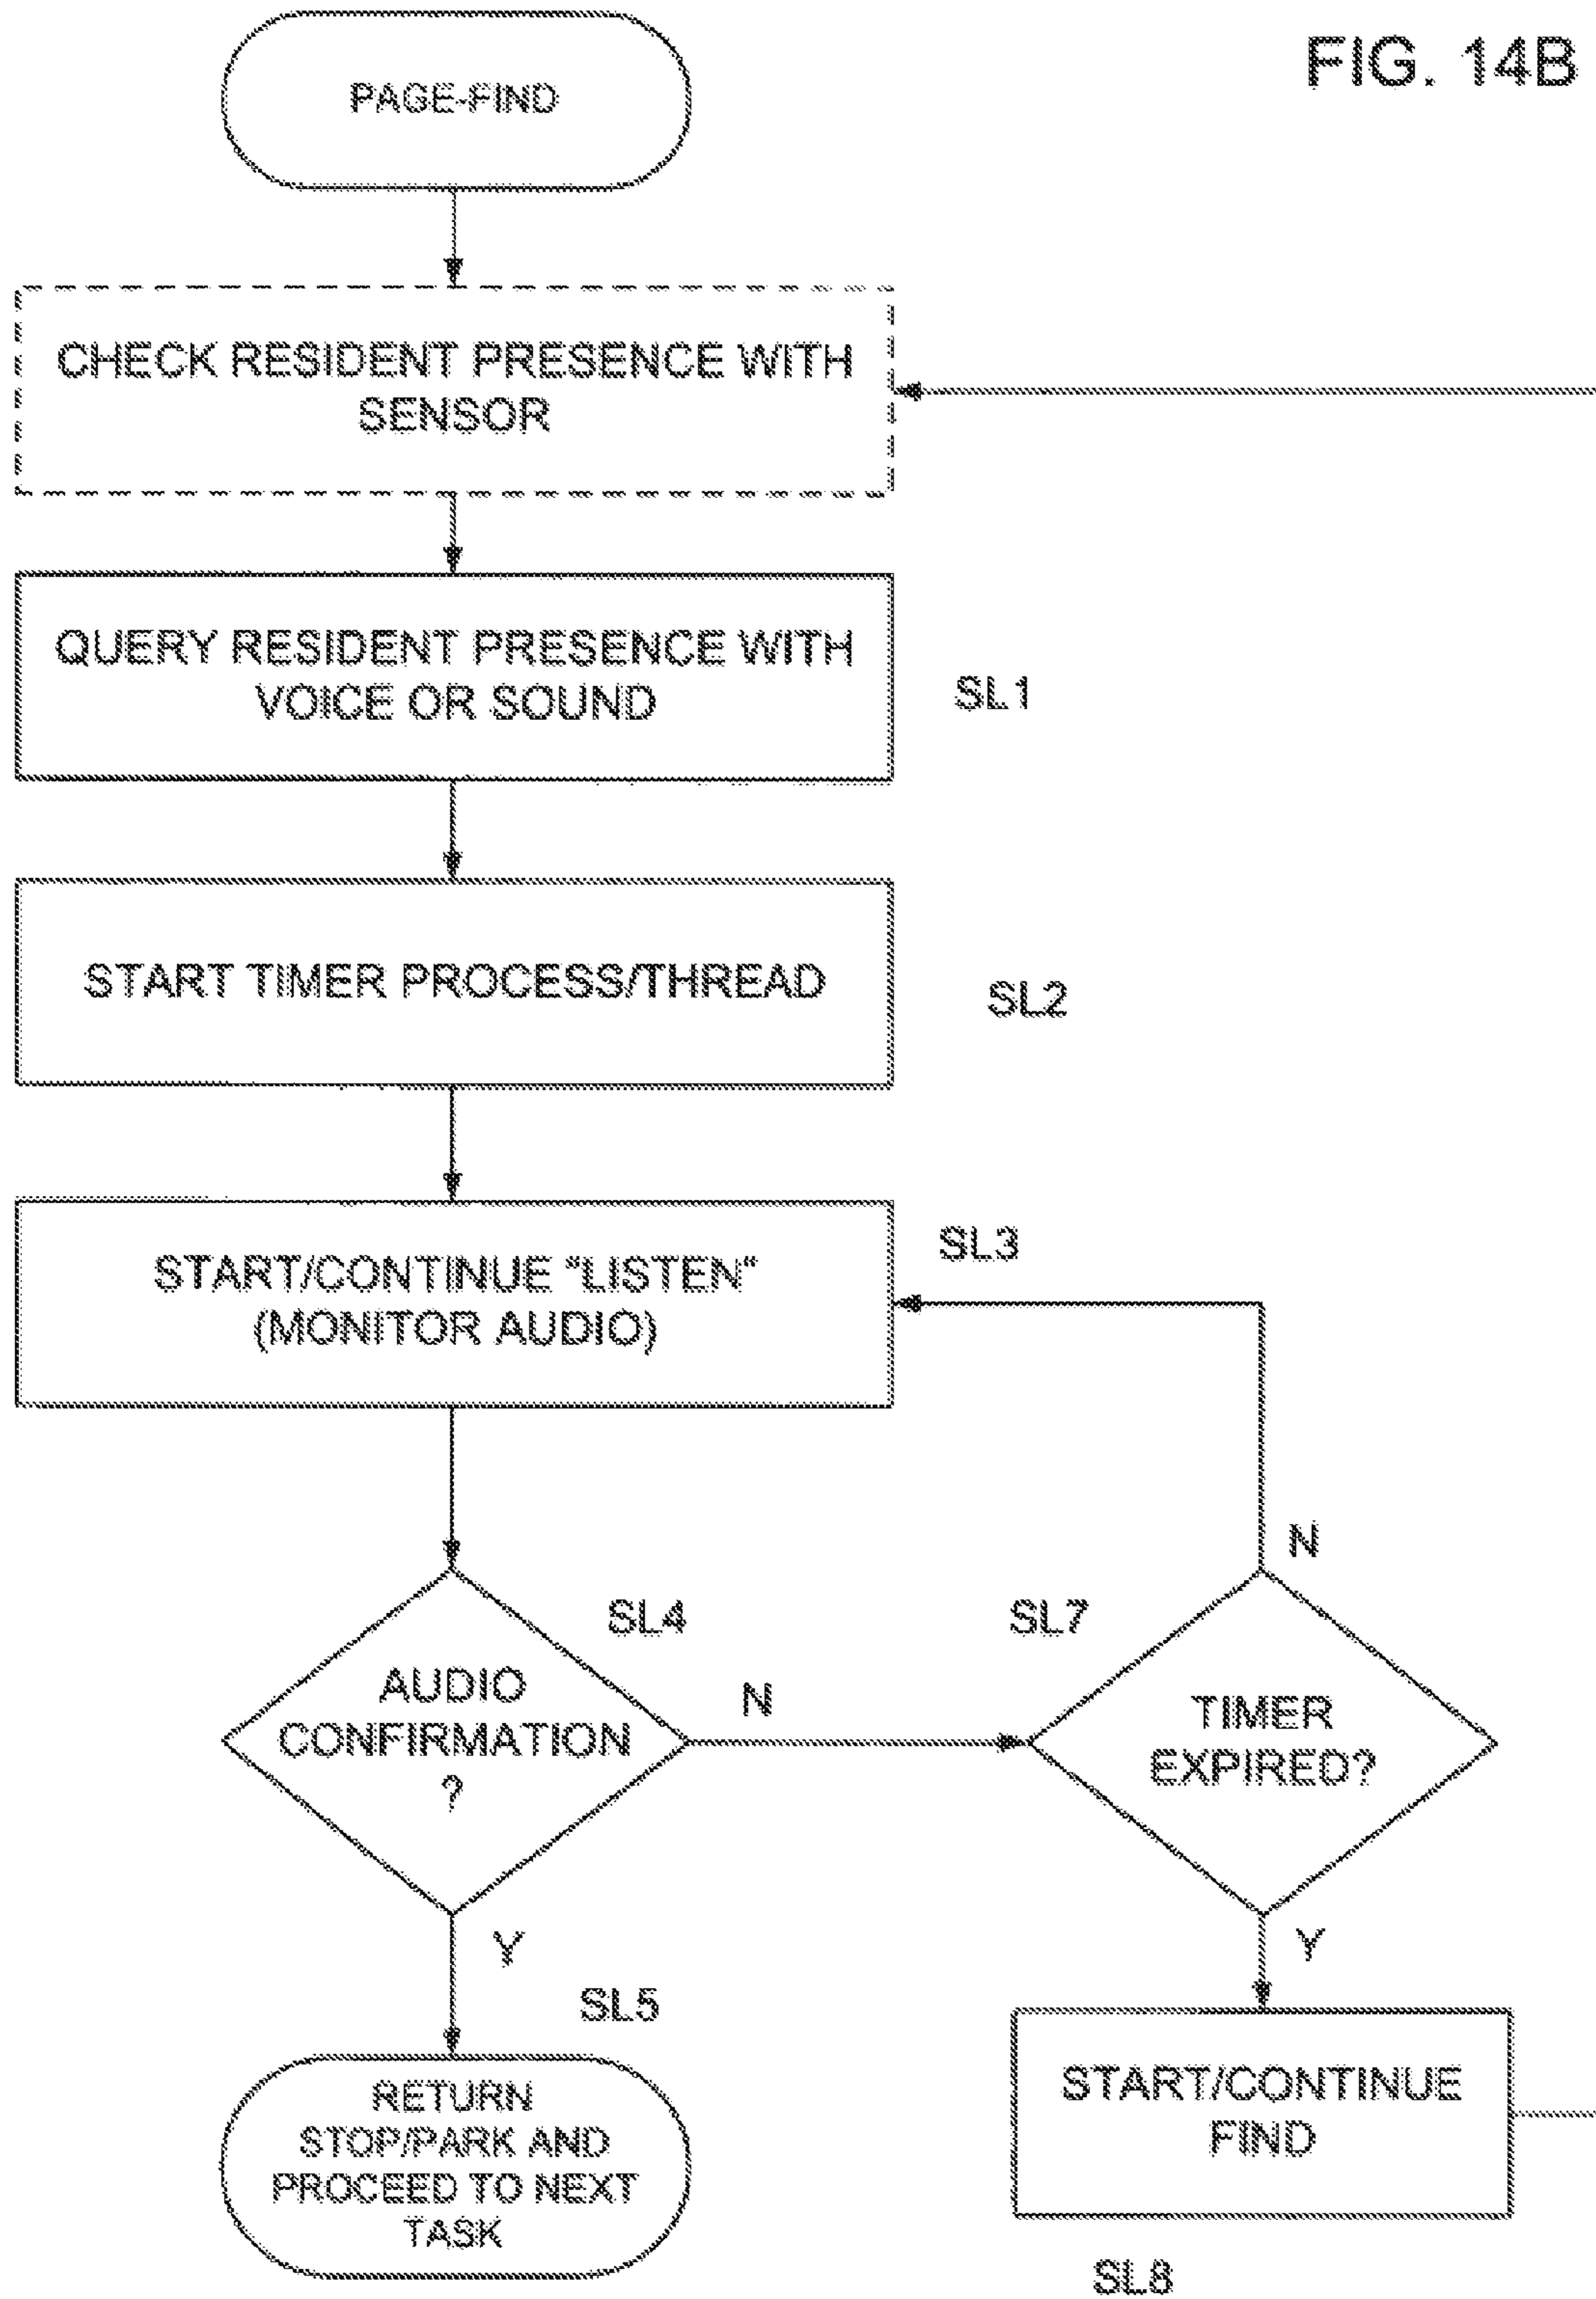 FIG. 14B
PAGE-FIND
CHECK RESIDENT PRESENCE WITH
SENSOR
QUERY RESIDENT PRESENCE WITH
VOICE OR SOUND
SL1
START TIMER PROCESS/THREAD
SL2
START/CONTINUE "LISTEN"
(MONITOR AUDIO)
SL3
AUDIO
CONFIRMATION
?
SL4
N
Y
SL7
TIMER
EXPIRED?
N
Y
SL5
RETURN
STOP/PARK AND
PROCEED TO NEXT
TASK
START/CONTINUE
FIND
SL8